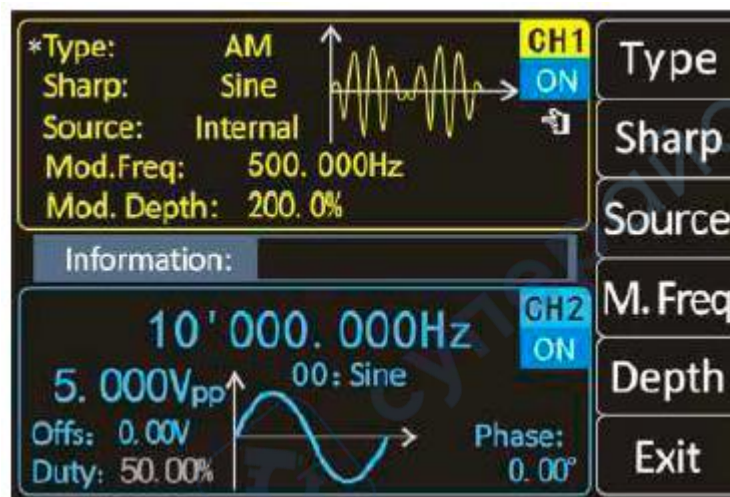 *Type: AM
Sharp: Sine
Source: Internal
Mod.Freq: 500.000Hz
Mod. Depth: 200.0%
CH1
ON
Information:
10'000.000Hz
CH2
ON
5.000Vpp
00: Sine
Offs: 0.00V
Duty: 50.00%
Phase:
0.00°
Type
Sharp
Source
M.Freq
Depth
Exit